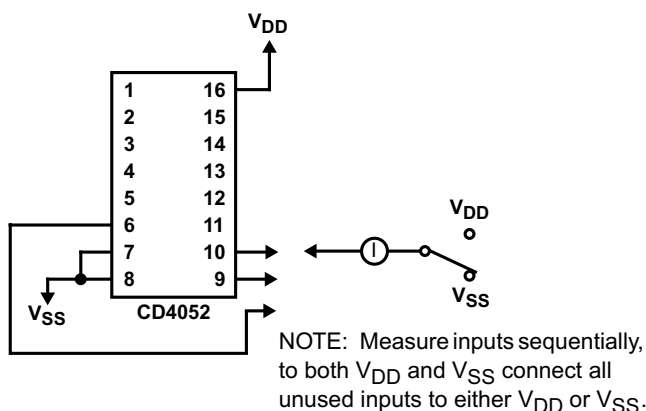 VDD
1 16
2 15
3 14
4 13
5 12
6 11
7 10
8 9
CD4052
VSS
I
VDD
VSS
NOTE: Measure inputs sequentially,
to both VDD and VSS connect all
unused inputs to either VDD or VSS.